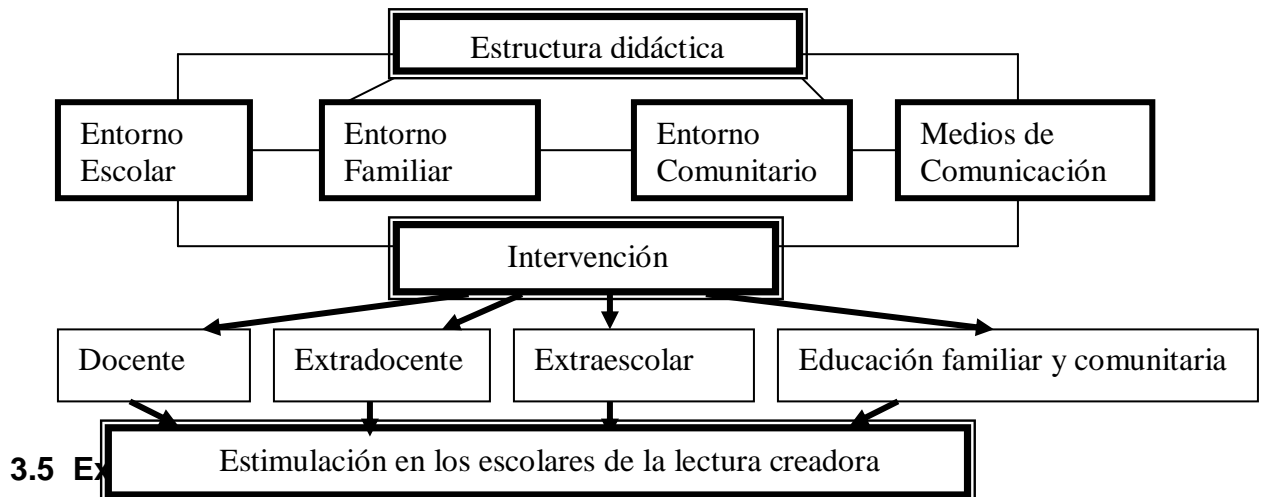 Estructura didáctica
Entorno
Escolar
Entorno
Familiar
Entorno
Comunitario
Medios de
Comunicación
Intervención
Docente
Extradocente
Extraescolar
Educación familiar y comunitaria
Estimulación en los escolares de la lectura creadora
3.5